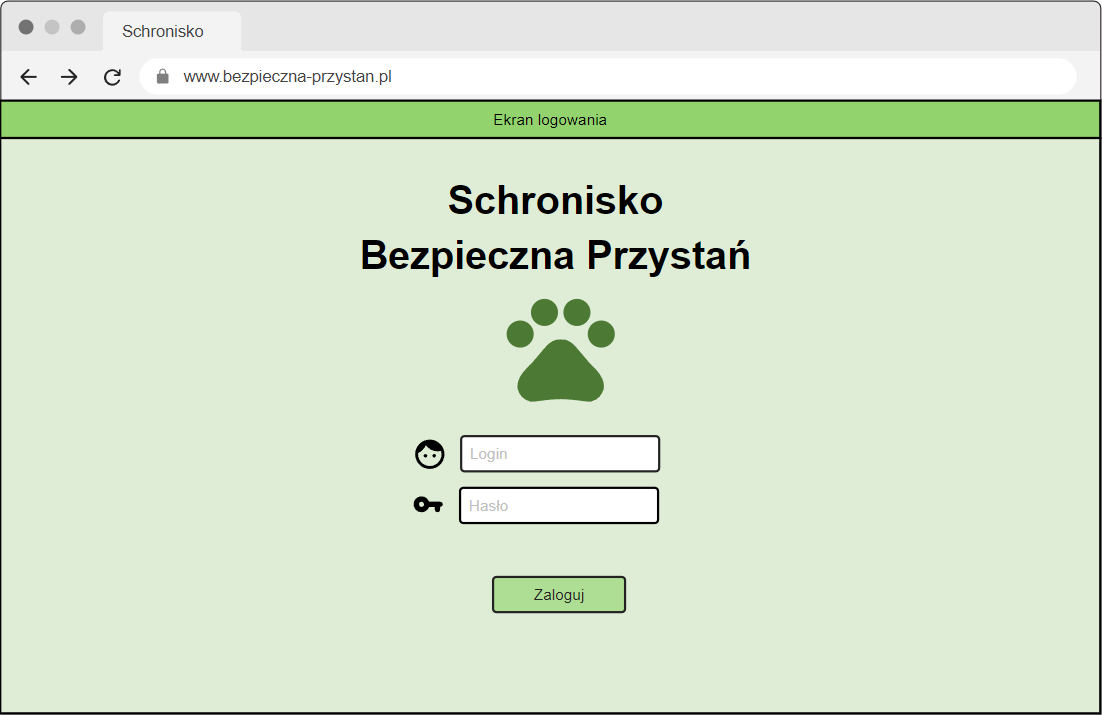 Schronisko
www.bezpieczna-przystan.pl
Ekran logowania
Schronisko
Bezpieczna Przystań
Login
Hasło
Zaloguj